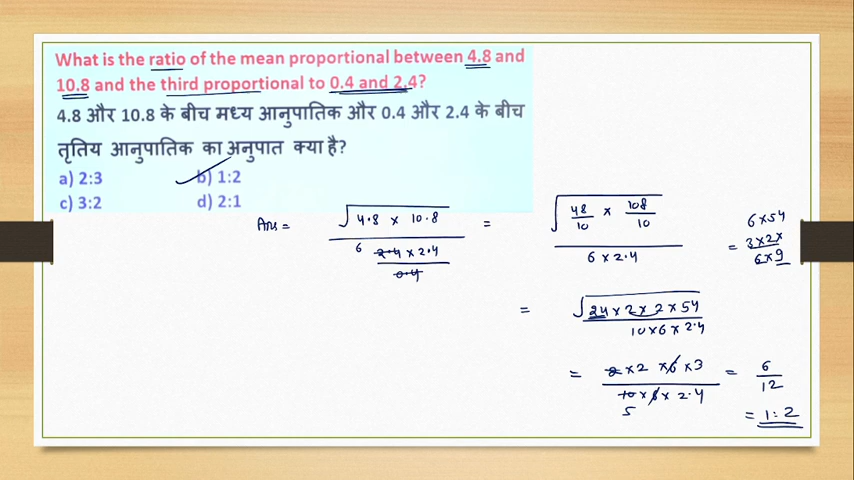 What is the ratio of the mean proportional between 4.8 and
10.8 and the third proportional to 0.4 and 2.4?
4.8 और 10.8 के बीच मध्य आनुपातिक और 0.4 और 2.4 के बीच
तृतिय आनुपातिक का अनुपात क्या है?
a) 2:3 b) 1:2
c) 3:2 d) 2:1
Ans = √4.8 × 10.8 = √48/10 × 108/10
6 2.4 × 2.4 / 0.4
6 × 2.4
6 × 54
= 3 × 2 ×
6 × 9
= √24 × 2 × 2 × 54
10 × 6 × 2.4
= 2 × 2 × 6 × 3 = 6
10 × 6 × 2.4 12
5
= 1:2